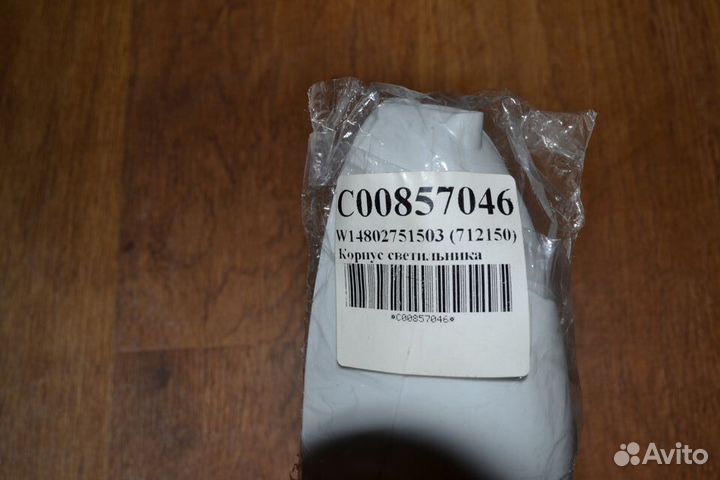 C00857046
W14802751503 (712150)
Корпус светильника
*C00857046*
Avito